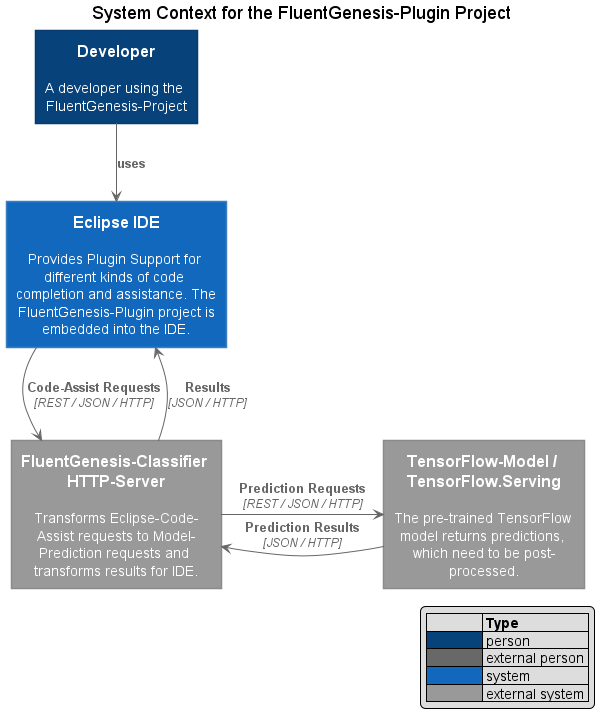 System Context for the FluentGenesis-Plugin Project
Developer
A developer using the
FluentGenesis-Project
uses
Eclipse IDE
Provides Plugin Support for
different kinds of code
completion and assistance. The
FluentGenesis-Plugin project is
embedded into the IDE.
Code-Assist Requests
[REST / JSON / HTTP]
Results
[JSON / HTTP]
FluentGenesis-Classifier
HTTP-Server
Transforms Eclipse-Code-
Assist requests to Model-
Prediction requests and
transforms results for IDE.
Prediction Requests
[REST / JSON / HTTP]
Prediction Results
[JSON / HTTP]
TensorFlow-Model /
TensorFlow.Serving
The pre-trained TensorFlow
model returns predictions,
which need to be post-
processed.
Type
person
external person
system
external system